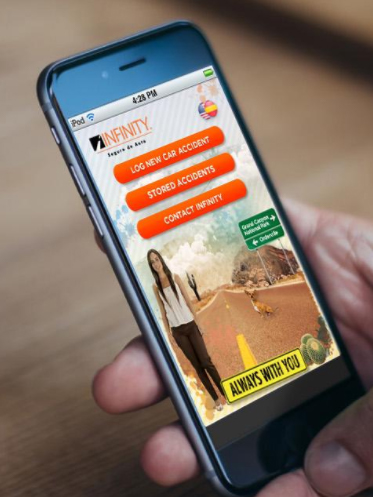 iPod 4:28 PM
INFINITY.
Seguro de Auto
LOG NEW CAR ACCIDENT
STORED ACCIDENTS
CONTACT INFINITY
Grand Canyon
National Park
Orderville
ALWAYS WITH YOU